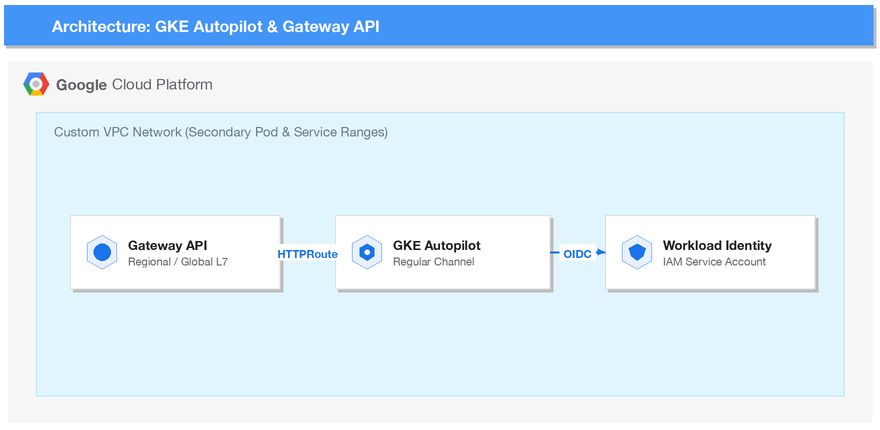 Architecture: GKE Autopilot & Gateway API
Google Cloud Platform
Custom VPC Network (Secondary Pod & Service Ranges)
Gateway API
Regional / Global L7
HTTPRoute
GKE Autopilot
Regular Channel
OIDC
Workload Identity
IAM Service Account